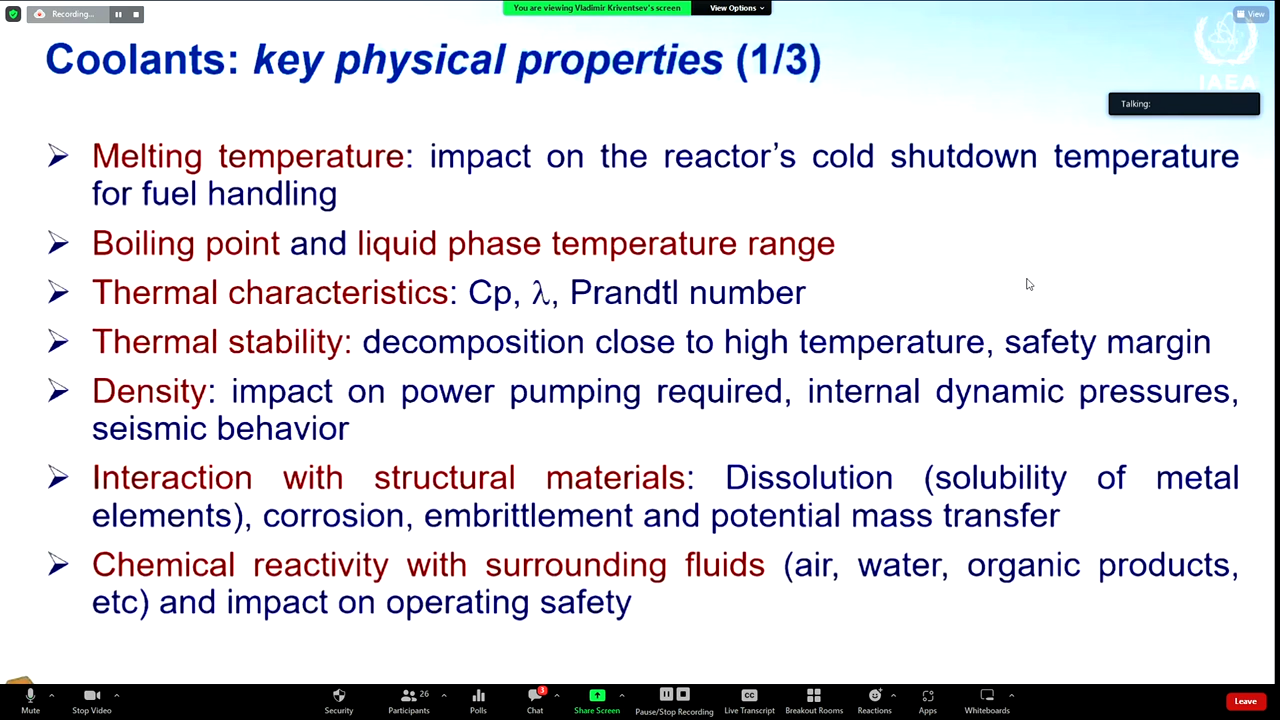 Recording...
You are viewing Vladimir Kriventsev's screen
View Options
View
Coolants: key physical properties (1/3)
IAEA
Talking:
Melting temperature: impact on the reactor's cold shutdown temperature
for fuel handling
Boiling point and liquid phase temperature range
Thermal characteristics: Cp, λ, Prandtl number
Thermal stability: decomposition close to high temperature, safety margin
Density: impact on power pumping required, internal dynamic pressures,
seismic behavior
Interaction with structural materials: Dissolution (solubility of metal
elements), corrosion, embrittlement and potential mass transfer
Chemical reactivity with surrounding fluids (air, water, organic products,
etc) and impact on operating safety
Mute
Stop Video
Security
26
Participants
Polls
3
Chat
Share Screen
Pause/Stop Recording
CC
Live Transcript
Breakout Rooms
Reactions
Apps
Whiteboards
Leave